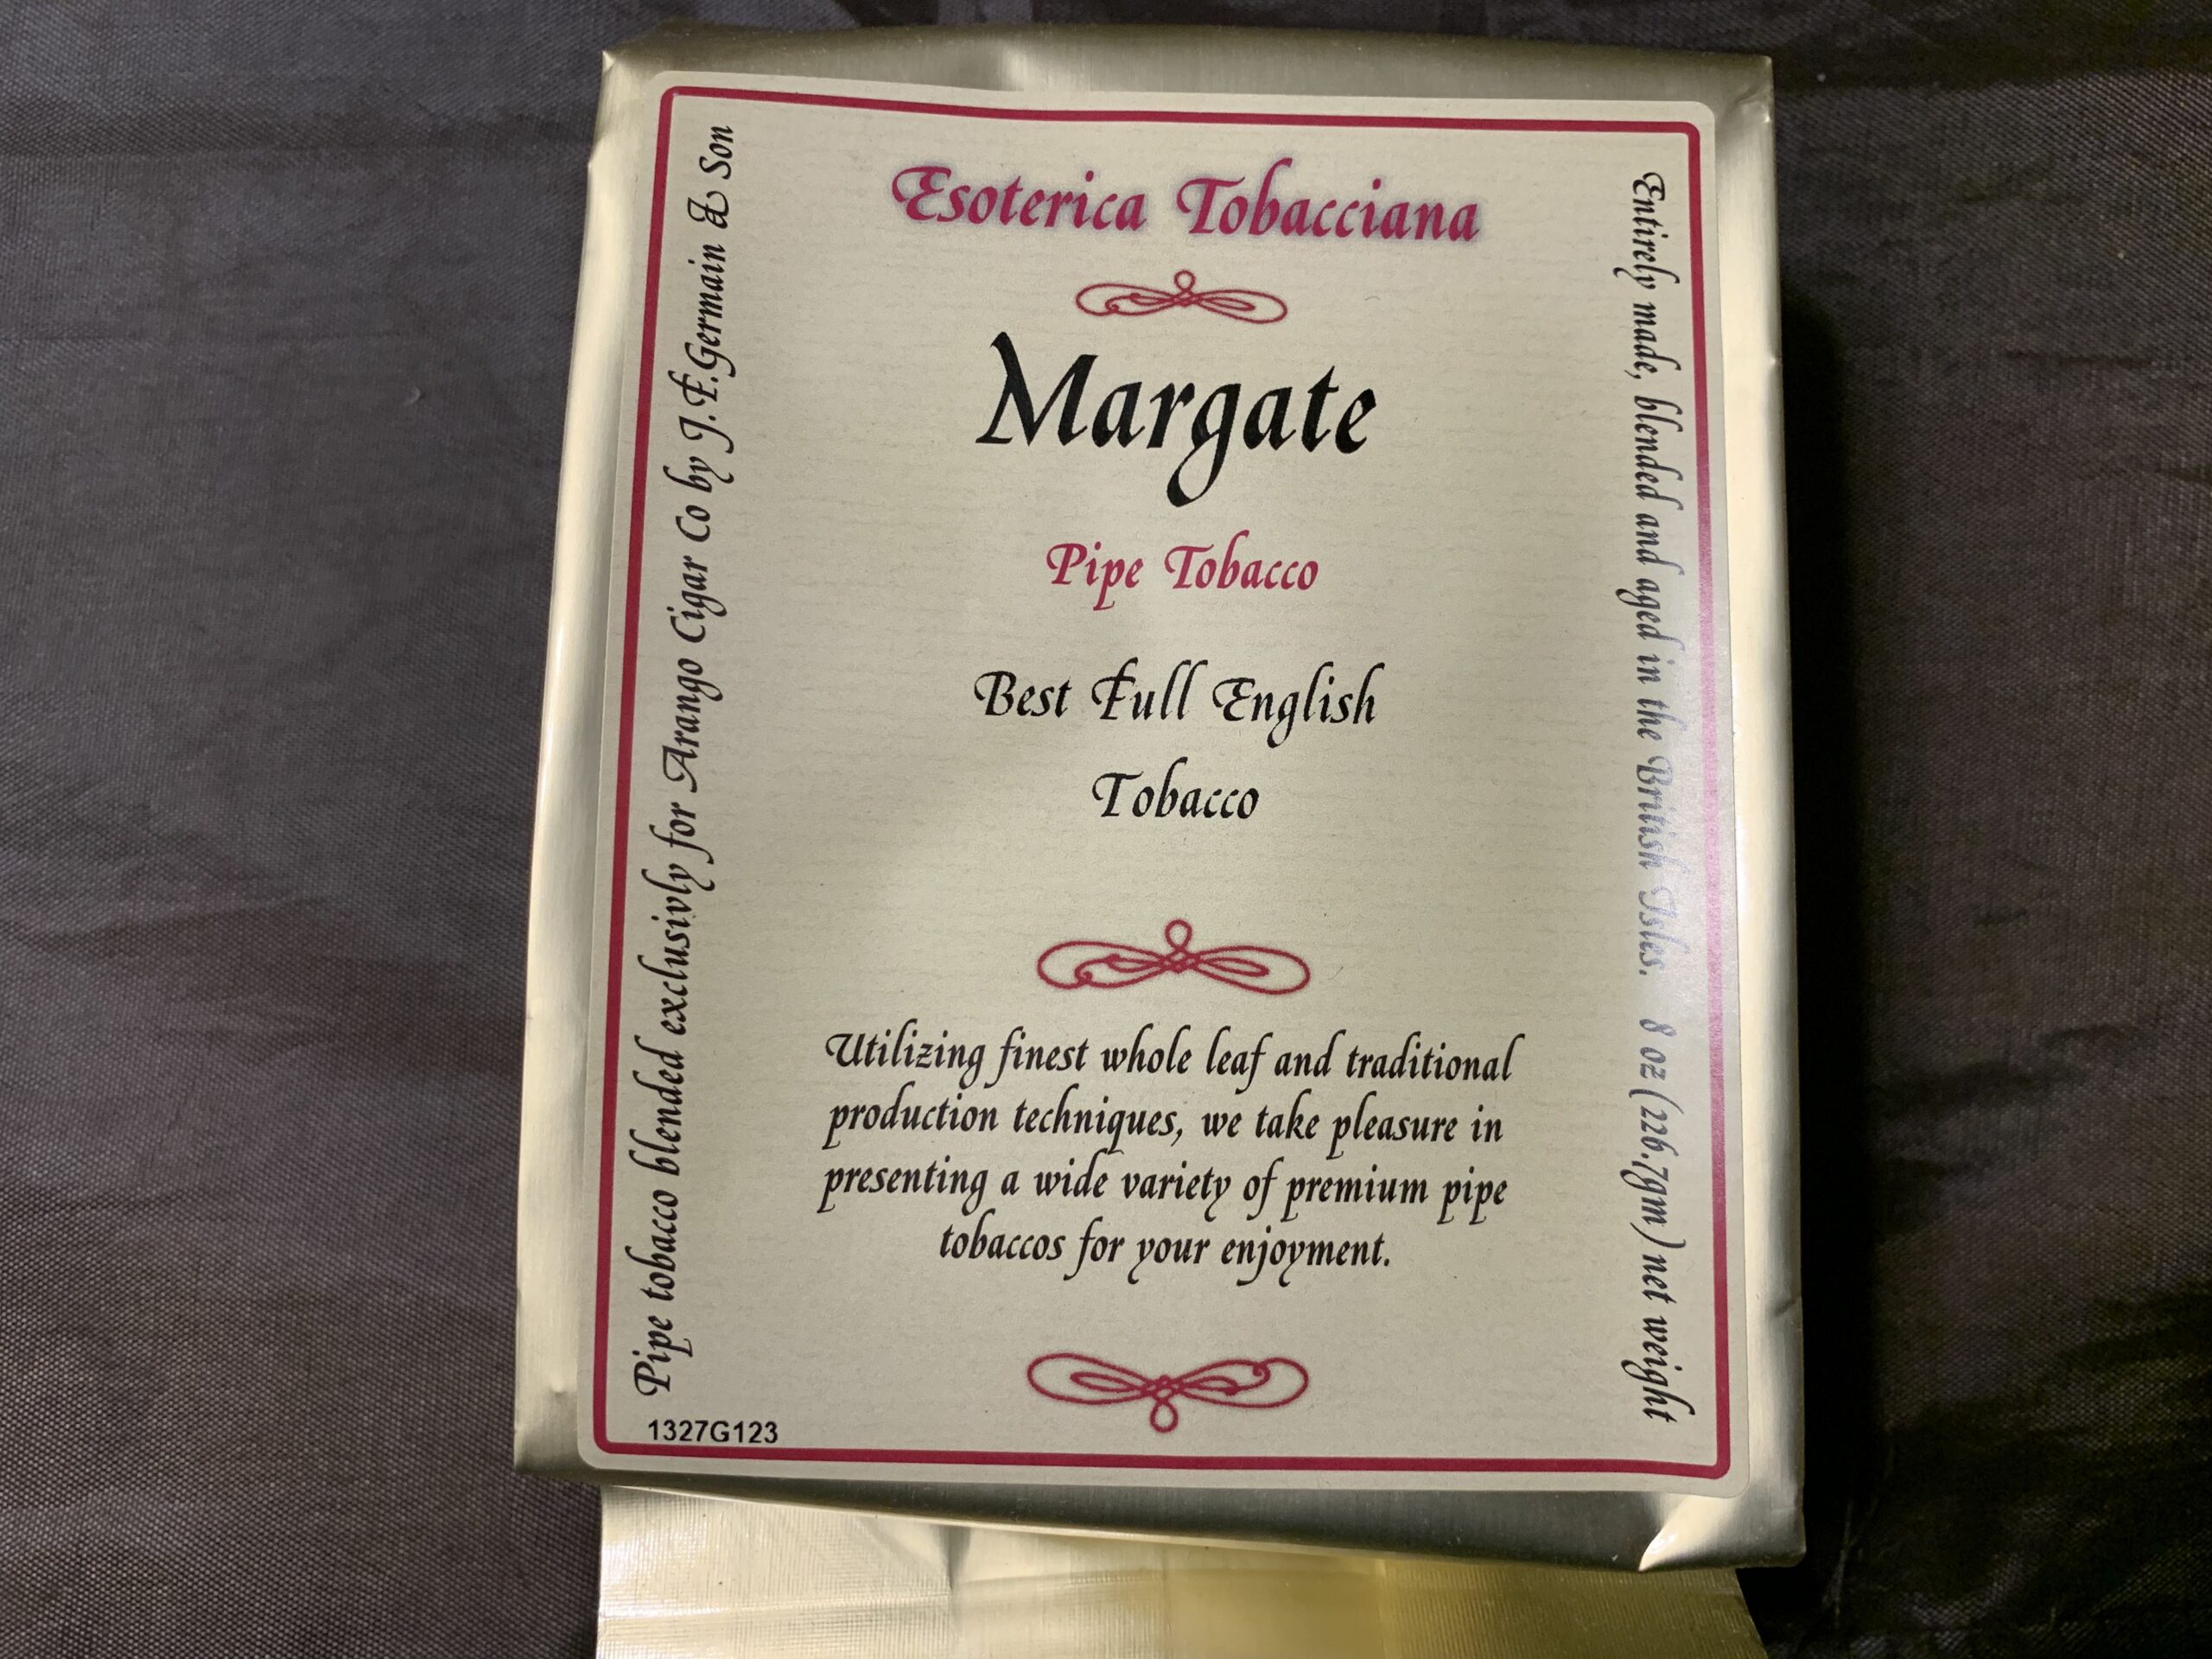 Esoterica Tobacciana
Margate
Pipe Tobacco
Best Full English
Tobacco
Utilizing finest whole leaf and traditional
production techniques, we take pleasure in
presenting a wide variety of premium pipe
tobaccos for your enjoyment.
Pipe tobacco blended exclusivly for Arango Cigar Co by J.F.Germain & Son
1327G123
Entirely made, blended and aged in the British Isles. 8 oz (226.7gm) net weight